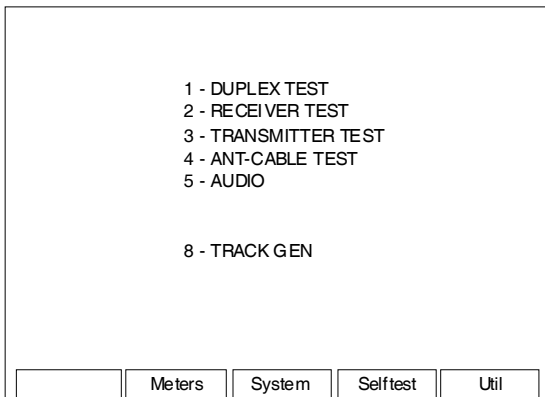 1 - DUPLEX TEST
2 - RECEIVER TEST
3 - TRANSMITTER TEST
4 - ANT-CABLE TEST
5 - AUDIO
8 - TRACK GEN
Meters System Selftest Util